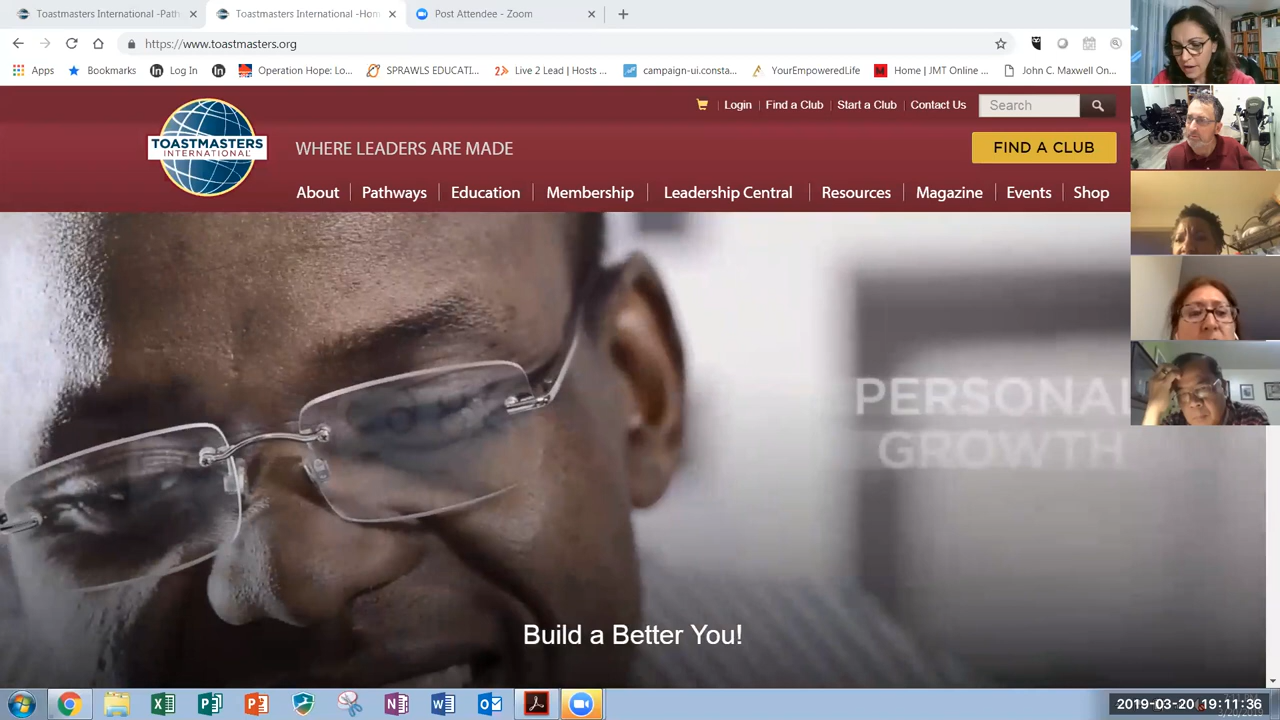 Toastmasters International -Path
Toastmasters International -Hom
Post Attendee - Zoom
https://www.toastmasters.org
Apps
Bookmarks
Log In
Operation Hope: Lo...
SPRAWLS EDUCATI...
Live 2 Lead | Hosts ...
campaign-ui.consta...
YourEmpoweredLife
Home | JMT Online ...
John C. Maxwell On...
Login
Find a Club
Start a Club
Contact Us
Search
TOASTMASTERS
INTERNATIONAL
WHERE LEADERS ARE MADE
FIND A CLUB
About
Pathways
Education
Membership
Leadership Central
Resources
Magazine
Events
Shop
PERSONAL
GROWTH
Build a Better You!
2019-03-20 19:11:36